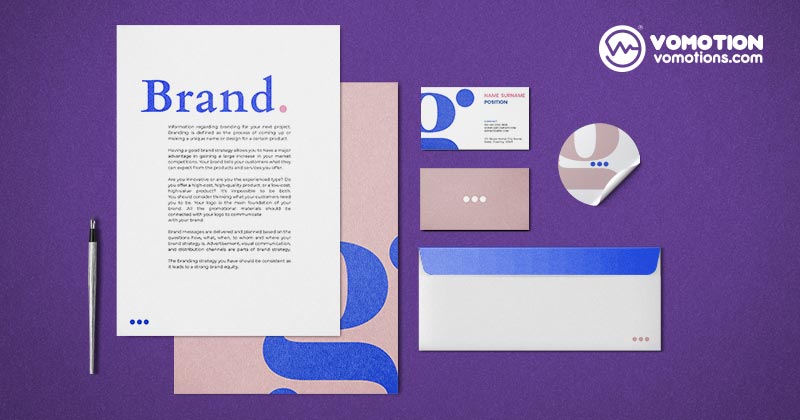 VOMOTION
vomotions.com
Brand.
Information regarding branding for your next project.
Branding is defined as the process of coming up or
making a unique name or design for a certain product.
Having a good brand strategy allows you to have a major
advantage in gaining a large increase in your market
competitions. Your brand tells your customers what they
can expect from the products and services you offer.
Are you innovative or are you the experienced type? Do
you offer a high-cost, high-quality product, or a low-cost,
high-value product? It's impossible to be both.
You should consider thinking what your customers need
you to be. Your logo is the main foundation of your
brand. All the promotional materials should be
connected with your logo to communicate
with your brand.
Brand messages are delivered and planned based on the
questions how, what, when, to whom and where your
brand strategy is. Advertisement, visual communication,
and distribution channels are parts of brand strategy.
The Branding strategy you have should be consistent as
it leads to a strong brand equity.
g
NAME SURNAME
POSITION
g
g